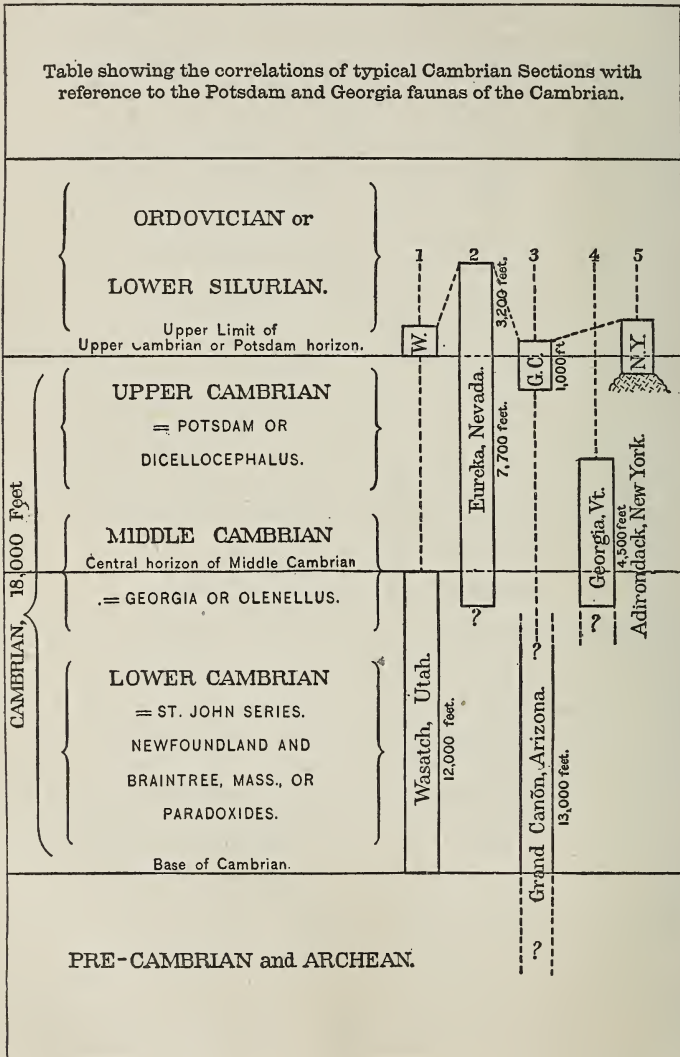 Table showing the correlations of typical Cambrian Sections with
reference to the Potsdam and Georgia faunas of the Cambrian.
ORDOVICIAN or
LOWER SILURIAN.
Upper Limit of
Upper Cambrian or Potsdam horizon.
CAMBRIAN, 18,000 Feet
UPPER CAMBRIAN
= POTSDAM OR
DICELLOCEPHALUS.
MIDDLE CAMBRIAN
Central horizon of Middle Cambrian
.= GEORGIA OR OLENELLUS.
LOWER CAMBRIAN
= ST. JOHN SERIES.
NEWFOUNDLAND AND
BRAINTREE, MASS., OR
PARADOXIDES.
Base of Cambrian.
PRE-CAMBRIAN and ARCHEAN.
1
W.
Wasatch, Utah.
12,000 feet.
2
3,200 feet.
Eureka, Nevada.
7,700 feet.
?
3
G.C.
1,000 ft
?
Grand Canõn, Arizona.
13,000 feet.
?
4
Georgia, Vt.
4,500 feet
?
5
N.Y.
Adirondack, New York.